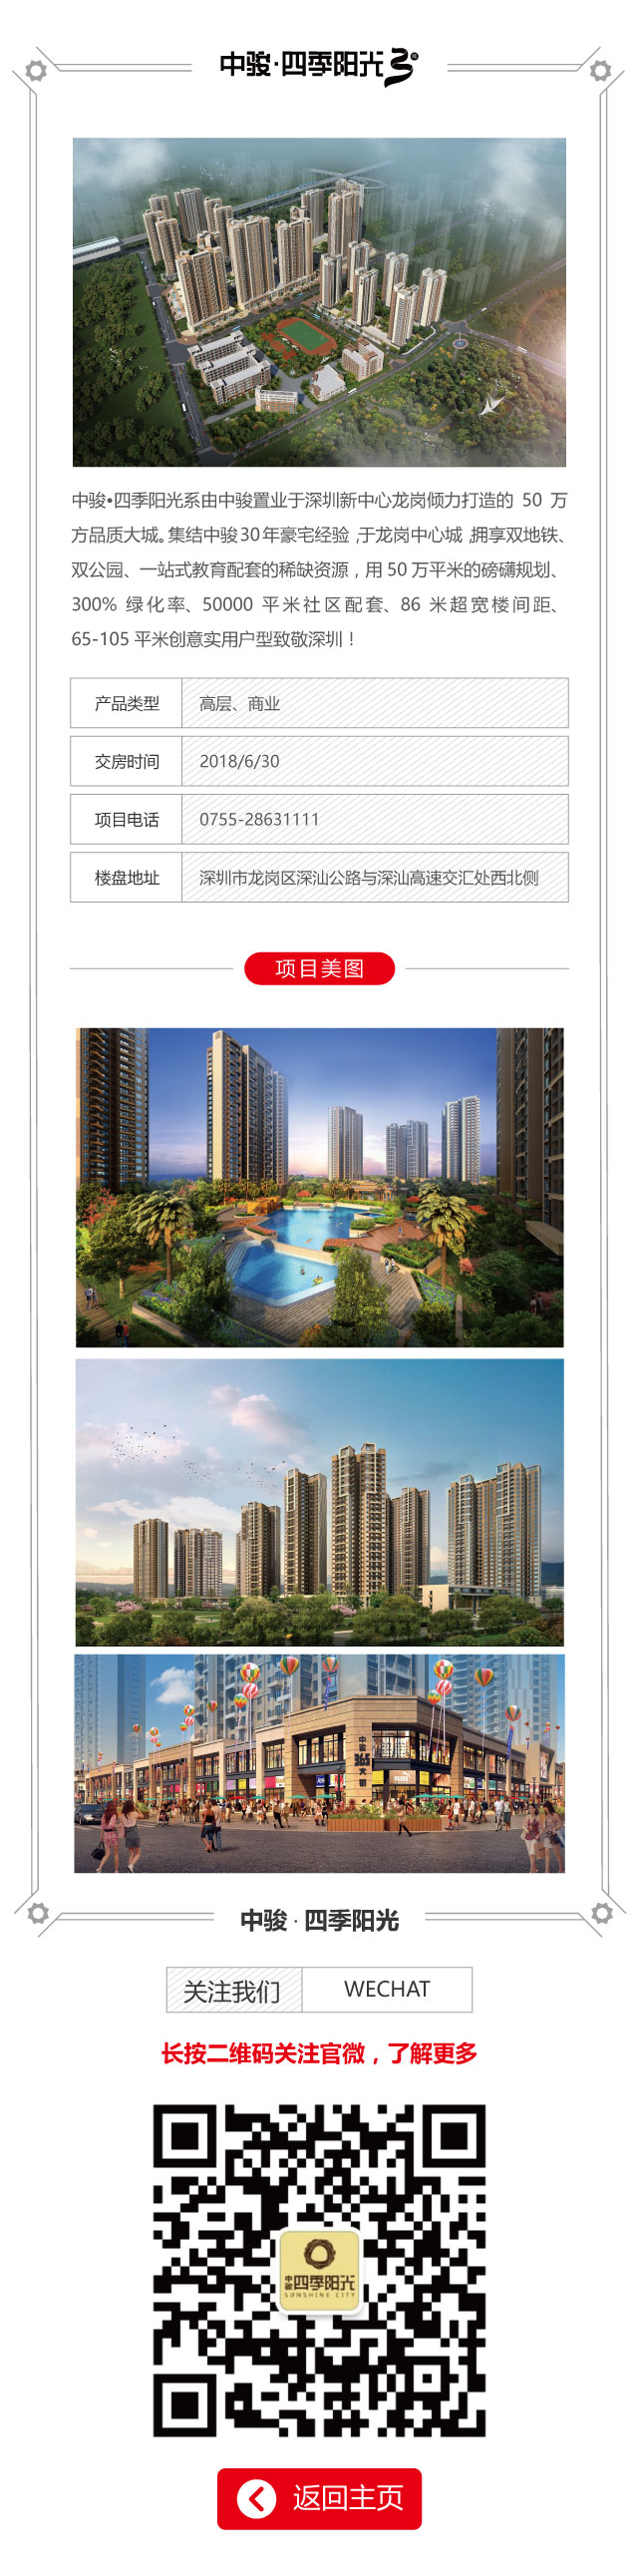 中骏·四季阳光
中骏•四季阳光系由中骏置业于深圳新中心龙岗倾力打造的 50 万
方品质大城。集结中骏30年豪宅经验,于龙岗中心城,拥享双地铁、
双公园、一站式教育配套的稀缺资源，用50万平米的磅礴规划、
300% 绿化率、50000 平米社区配套、86 米超宽楼间距、
65-105 平米创意实用户型致敬深圳！
产品类型 高层、商业
交房时间 2018/6/30
项目电话 0755-28631111
楼盘地址 深圳市龙岗区深汕公路与深汕高速交汇处西北侧
项目美图
中骏
365
大街
中骏·四季阳光
关注我们 WECHAT
长按二维码关注官微，了解更多
中骏四季阳光
SUNSHINE CITY
返回主页